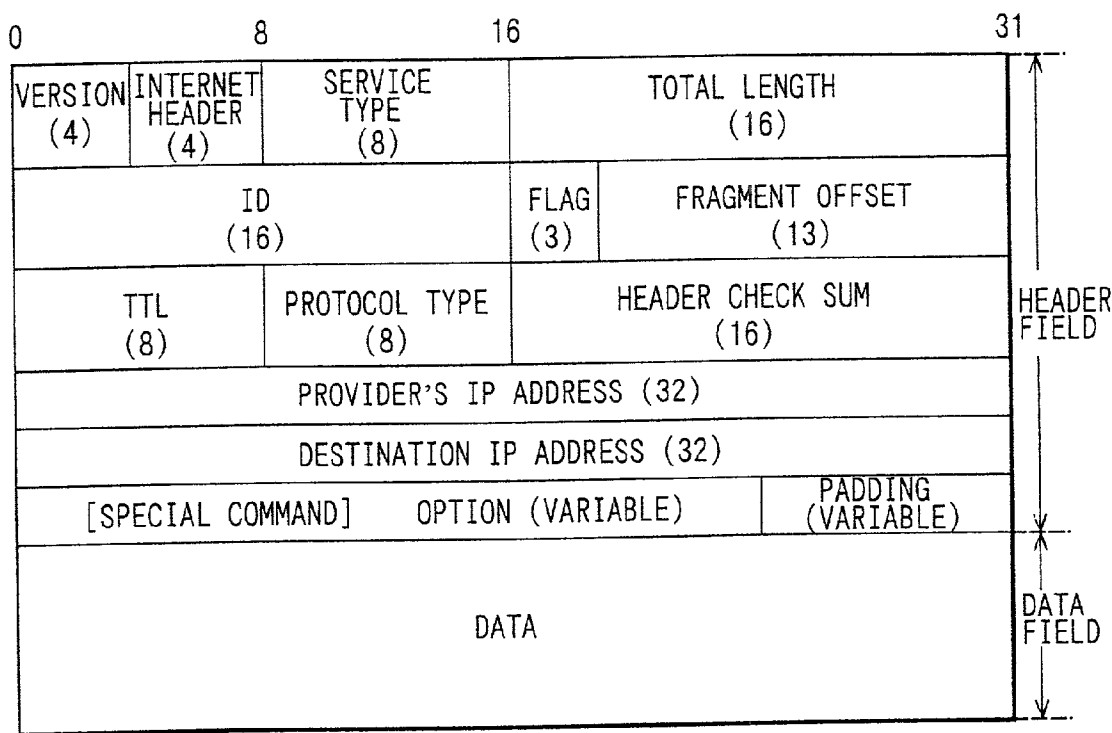 0 8 16 31
VERSION (4)
INTERNET HEADER (4)
SERVICE TYPE (8)
TOTAL LENGTH (16)
ID (16)
FLAG (3)
FRAGMENT OFFSET (13)
TTL (8)
PROTOCOL TYPE (8)
HEADER CHECK SUM (16)
PROVIDER'S IP ADDRESS (32)
DESTINATION IP ADDRESS (32)
[SPECIAL COMMAND] OPTION (VARIABLE)
PADDING (VARIABLE)
HEADER FIELD
DATA
DATA FIELD